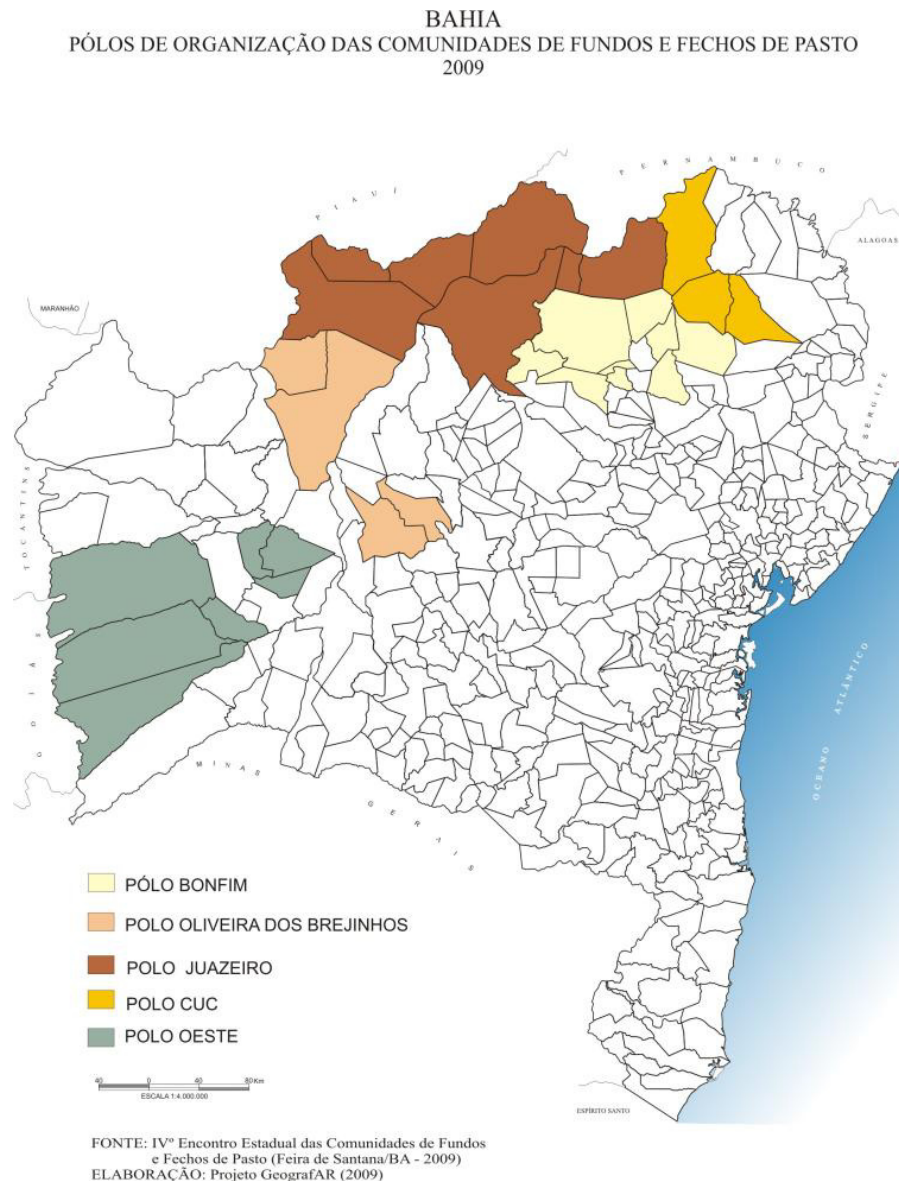 BAHIA
PÓLOS DE ORGANIZAÇÃO DAS COMUNIDADES DE FUNDOS E FECHOS DE PASTO
2009
PERNAMBUCO
PIAUÍ
ALAGOAS
MARANHÃO
SERGIPE
TOCANTINS
GOIÁS
OCEANO ATLÂNTICO
MINAS GERAIS
PÓLO BONFIM
POLO OLIVEIRA DOS BREJINHOS
POLO JUAZEIRO
POLO CUC
POLO OESTE
40 0 40 80 Km
ESCALA 1:4.000.000
ESPÍRITO SANTO
FONTE: IVº Encontro Estadual das Comunidades de Fundos
e Fechos de Pasto (Feira de Santana/BA - 2009)
ELABORAÇÃO: Projeto GeografAR (2009)